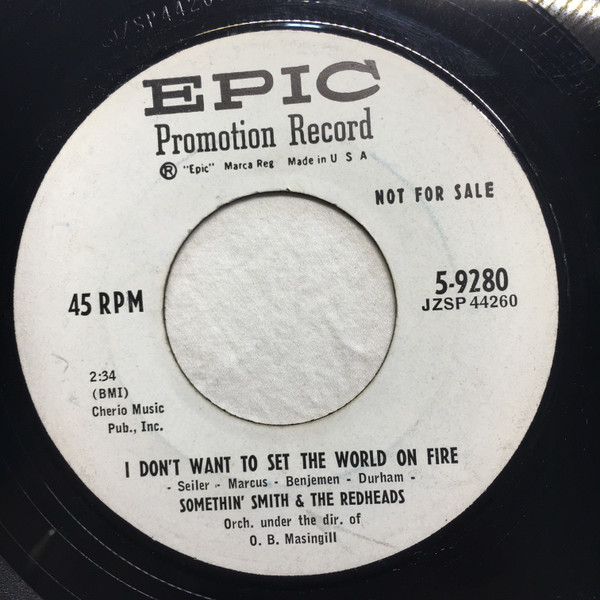 JZSP 44260
EPIC
Promotion Record
® "Epic" Marca Reg Made in U S A
NOT FOR SALE
45 RPM
5-9280
JZSP 44260
2:34
(BMI)
Cherio Music
Pub., Inc.
I DON'T WANT TO SET THE WORLD ON FIRE
- Seiler - Marcus - Benjemen - Durham -
SOMETHIN' SMITH & THE REDHEADS
Orch. under the dir. of
O. B. Masingill